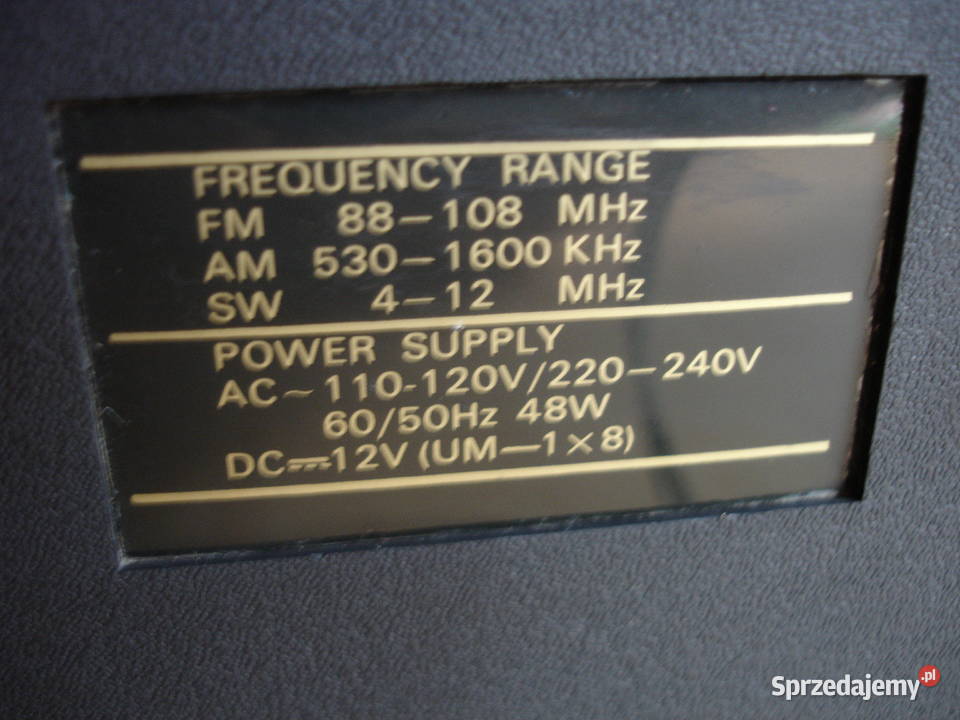 FREQUENCY RANGE
FM 88-108 MHz
AM 530-1600 KHz
SW 4-12 MHz
POWER SUPPLY
AC~110-120V/220-240V
60/50Hz 48W
DC⎓12V (UM-1×8)
Sprzedajemy.pl